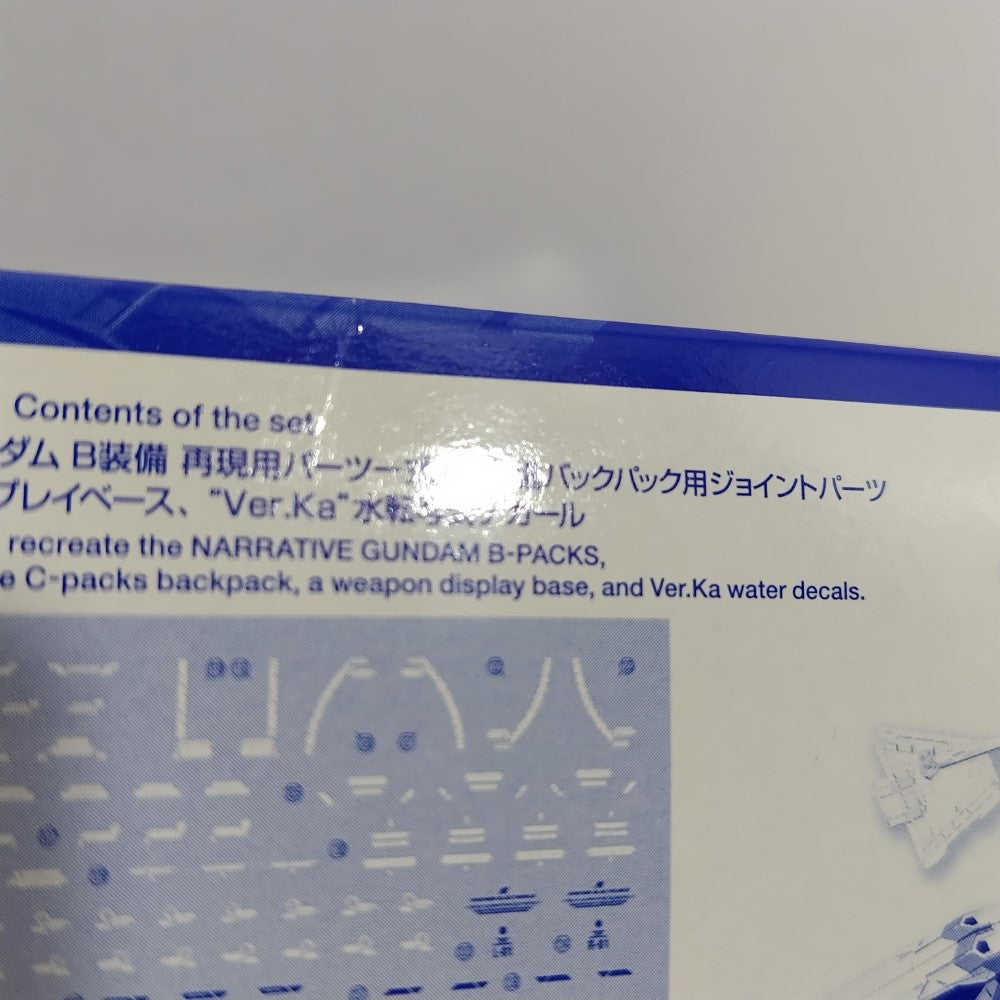 Contents of the set
ダム B装備 再現用パーツ バックパック用ジョイントパーツ
プレイベース、"Ver.Ka"水転写式デカール
recreate the NARRATIVE GUNDAM B-PACKS,
e C-packs backpack, a weapon display base, and Ver.Ka water decals.